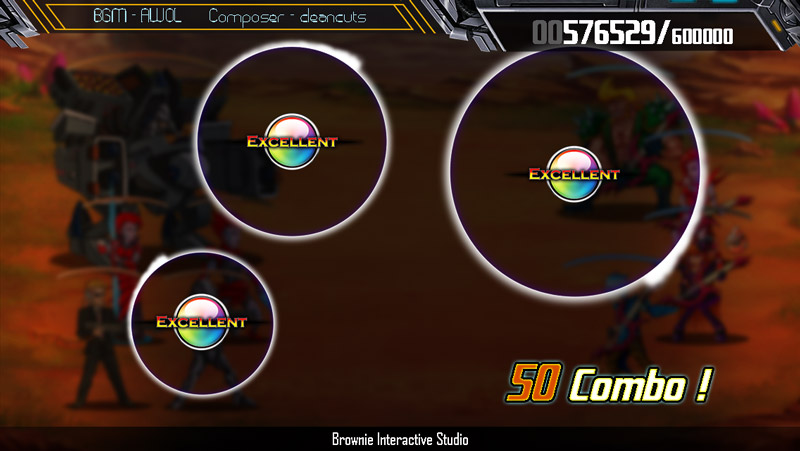 BGM - AWOL Composer - cleancuts
00576529/600000
EXCELLENT
EXCELLENT
EXCELLENT
50 Combo !
Brownie Interactive Studio